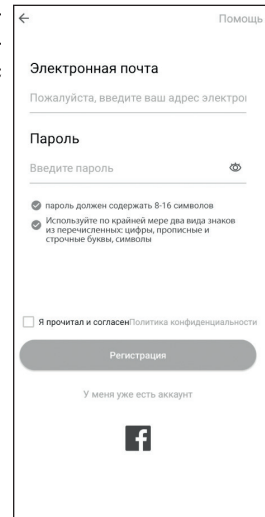 Помощь
Электронная почта
Пожалуйста, введите ваш адрес электро
Пароль
Введите пароль
пароль должен содержать 8-16 символов
Используйте по крайней мере два вида знаков
из перечисленных: цифры, прописные и
строчные буквы, символы
Я прочитал и согласенПолитика конфиденциальности
Регистрация
У меня уже есть аккаунт